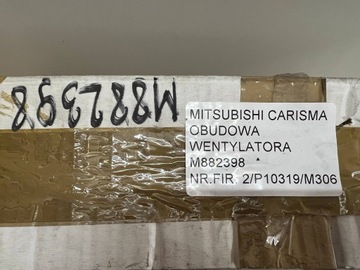 M882398
MITSUBISHI CARISMA
OBUDOWA
WENTYLATORA
M882398 *
NR.FIR. 2/P10319/M306